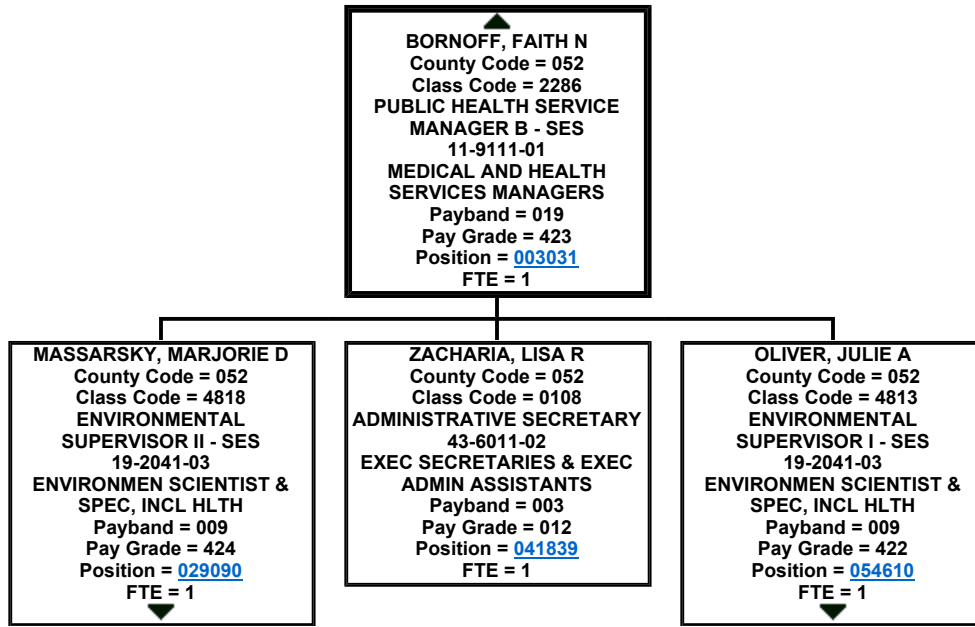 BORNOFF, FAITH N
County Code = 052
Class Code = 2286
PUBLIC HEALTH SERVICE
MANAGER B - SES
11-9111-01
MEDICAL AND HEALTH
SERVICES MANAGERS
Payband = 019
Pay Grade = 423
Position = 003031
FTE = 1
MASSARSKY, MARJORIE D
County Code = 052
Class Code = 4818
ENVIRONMENTAL
SUPERVISOR II - SES
19-2041-03
ENVIRONMEN SCIENTIST &
SPEC, INCL HLTH
Payband = 009
Pay Grade = 424
Position = 029090
FTE = 1
ZACHARIA, LISA R
County Code = 052
Class Code = 0108
ADMINISTRATIVE SECRETARY
43-6011-02
EXEC SECRETARIES & EXEC
ADMIN ASSISTANTS
Payband = 003
Pay Grade = 012
Position = 041839
FTE = 1
OLIVER, JULIE A
County Code = 052
Class Code = 4813
ENVIRONMENTAL
SUPERVISOR I - SES
19-2041-03
ENVIRONMEN SCIENTIST &
SPEC, INCL HLTH
Payband = 009
Pay Grade = 422
Position = 054610
FTE = 1